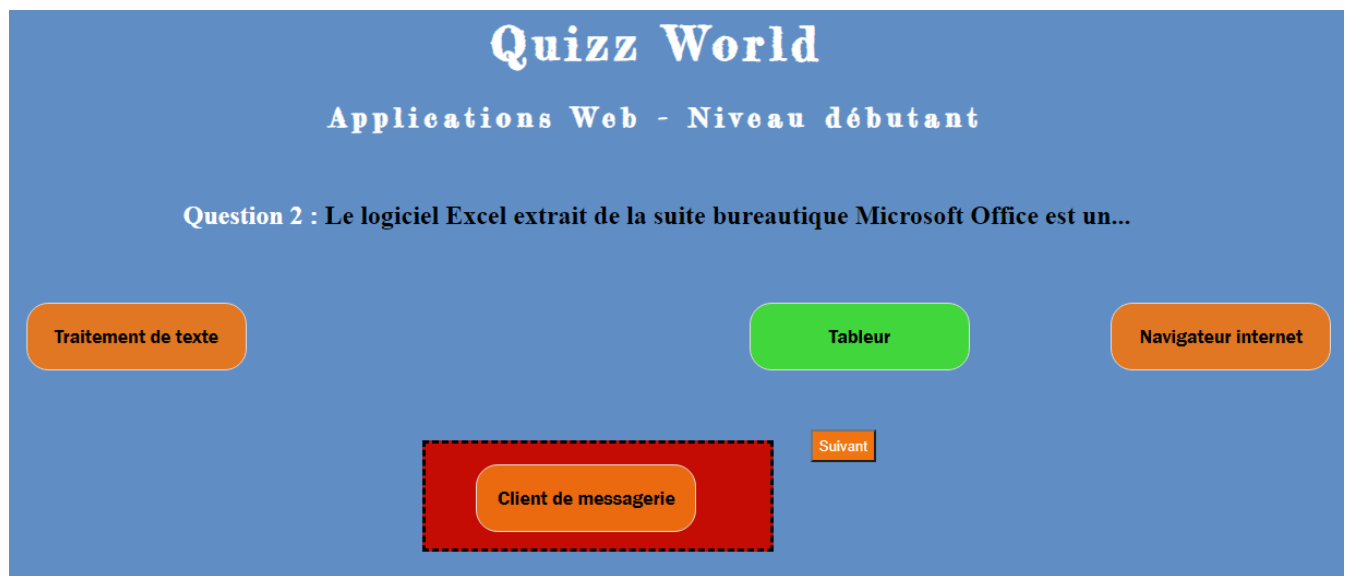 Quizz World
Applications Web - Niveau débutant
Question 2 : Le logiciel Excel extrait de la suite bureautique Microsoft Office est un...
Traitement de texte
Tableur
Navigateur internet
Suivant
Client de messagerie